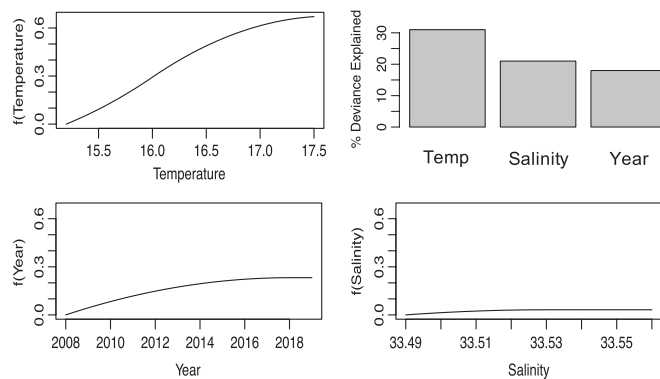 f(Temperature)
0.0
0.3
0.6
15.5 16.0 16.5 17.0 17.5
Temperature
% Deviance Explained
0
10
20
30
Temp Salinity Year
f(Year)
0.0
0.3
0.6
2008 2010 2012 2014 2016 2018
Year
f(Salinity)
0.0
0.3
0.6
33.49 33.51 33.53 33.55
Salinity